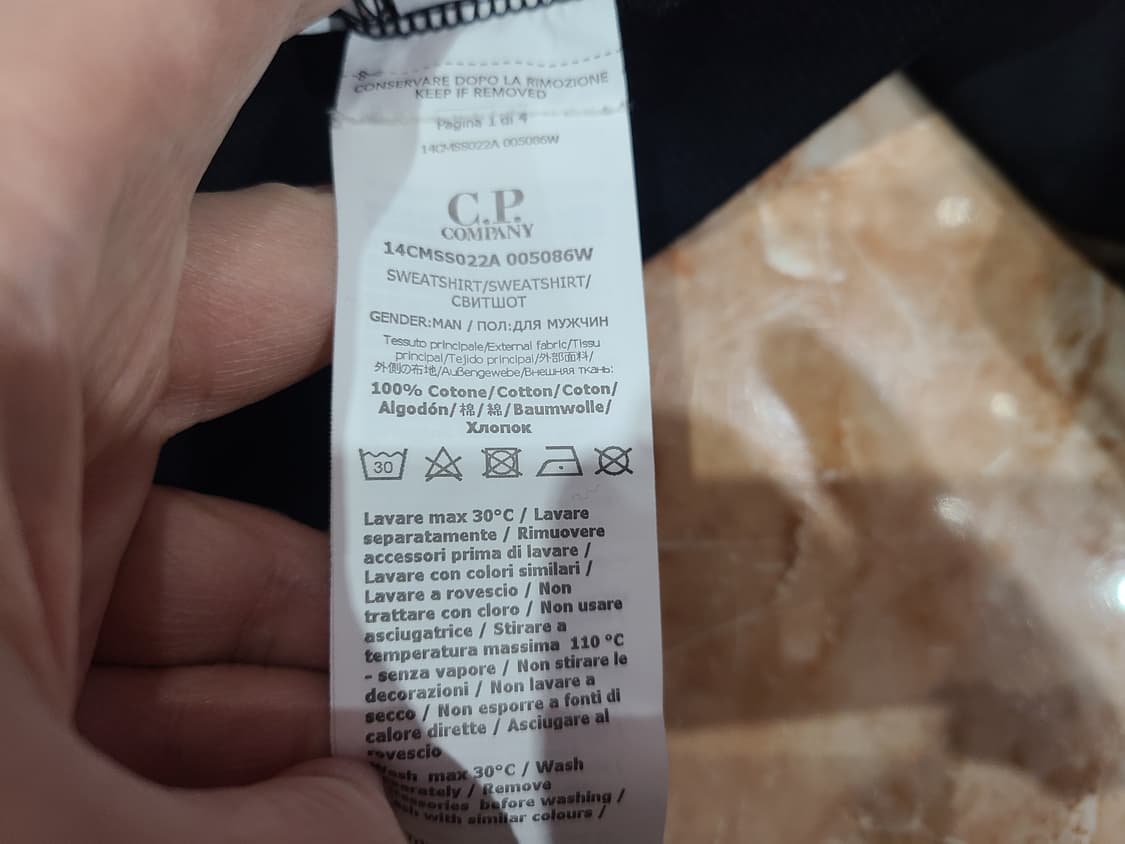 CONSERVARE DOPO LA RIMOZIONE
KEEP IF REMOVED
Pagina 1 di 4
14CMSS022A 005086W
C.P.
COMPANY
14CMSS022A 005086W
SWEATSHIRT/SWEATSHIRT/
СВИТШОТ
GENDER:MAN / ПОЛ:ДЛЯ МУЖЧИН
Tessuto principale/External fabric/Tissu
principal/Tejido principal/外部面料/
外側の布地/Außengewebe/Внешняя ткань:
100% Cotone/Cotton/Coton/
Algodón/棉/綿/Baumwolle/
Хлопок
30
Lavare max 30°C / Lavare
separatamente / Rimuovere
accessori prima di lavare /
Lavare con colori similari /
Lavare a rovescio / Non
trattare con cloro / Non usare
asciugatrice / Stirare a
temperatura massima 110 °C
- senza vapore / Non stirare le
decorazioni / Non lavare a
secco / Non esporre a fonti di
calore dirette / Asciugare al
rovescio
Wash max 30°C / Wash
/ Remove
before washing /
with similar colours /